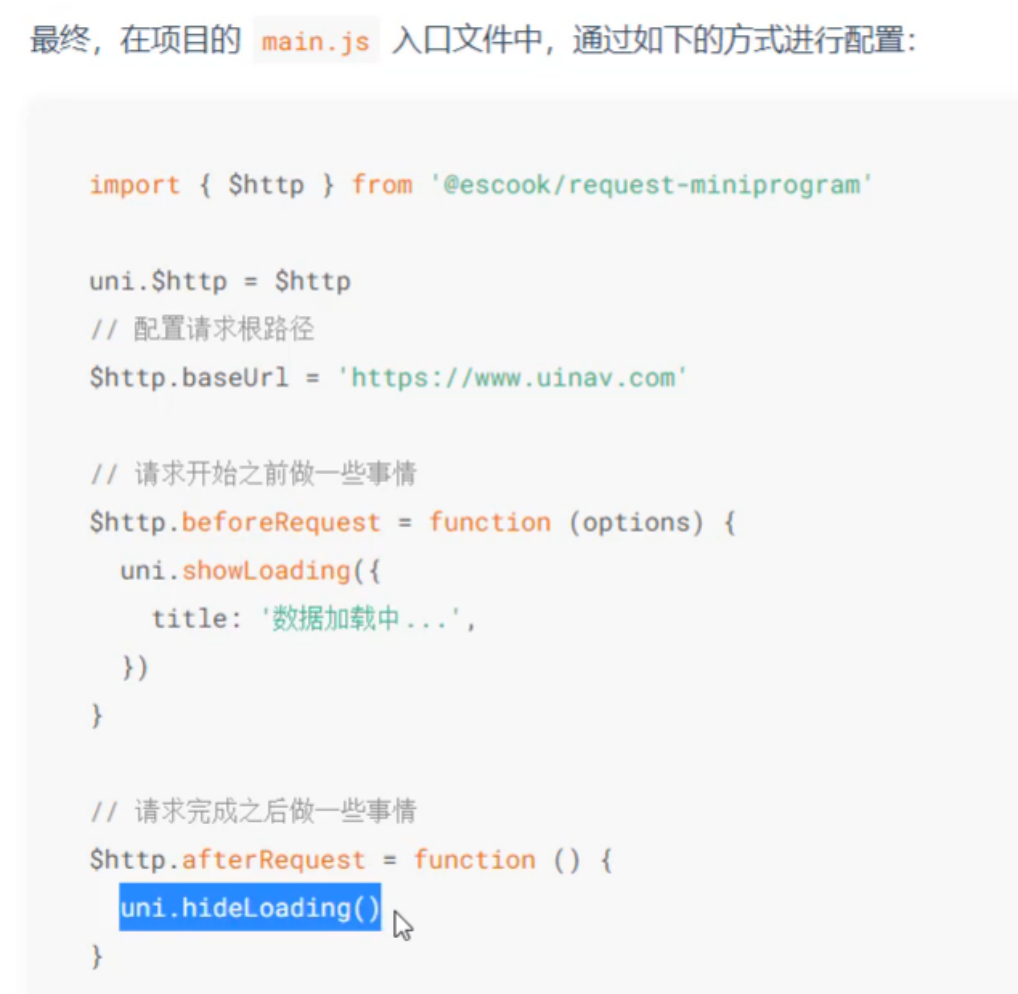 最终，在项目的 main.js 入口文件中，通过如下的方式进行配置：
import { $http } from '@escook/request-miniprogram'
uni.$http = $http
// 配置请求根路径
$http.baseUrl = 'https://www.uinav.com'
// 请求开始之前做一些事情
$http.beforeRequest = function (options) {
  uni.showLoading({
    title: '数据加载中...',
  })
}
// 请求完成之后做一些事情
$http.afterRequest = function () {
  uni.hideLoading()
}